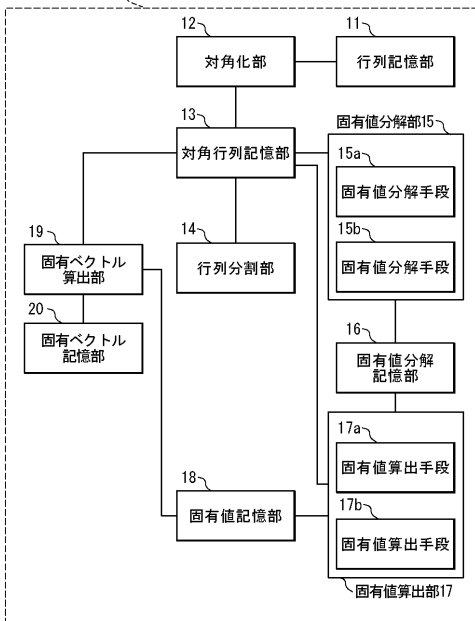 12
対角化部
11
行列記憶部
13
対角行列記憶部
固有値分解部15
15a
固有値分解手段
15b
固有値分解手段
14
行列分割部
19
固有ベクトル
算出部
20
固有ベクトル
記憶部
16
固有値分解
記憶部
17a
固有値算出手段
17b
固有値算出手段
18
固有値記憶部
固有値算出部17